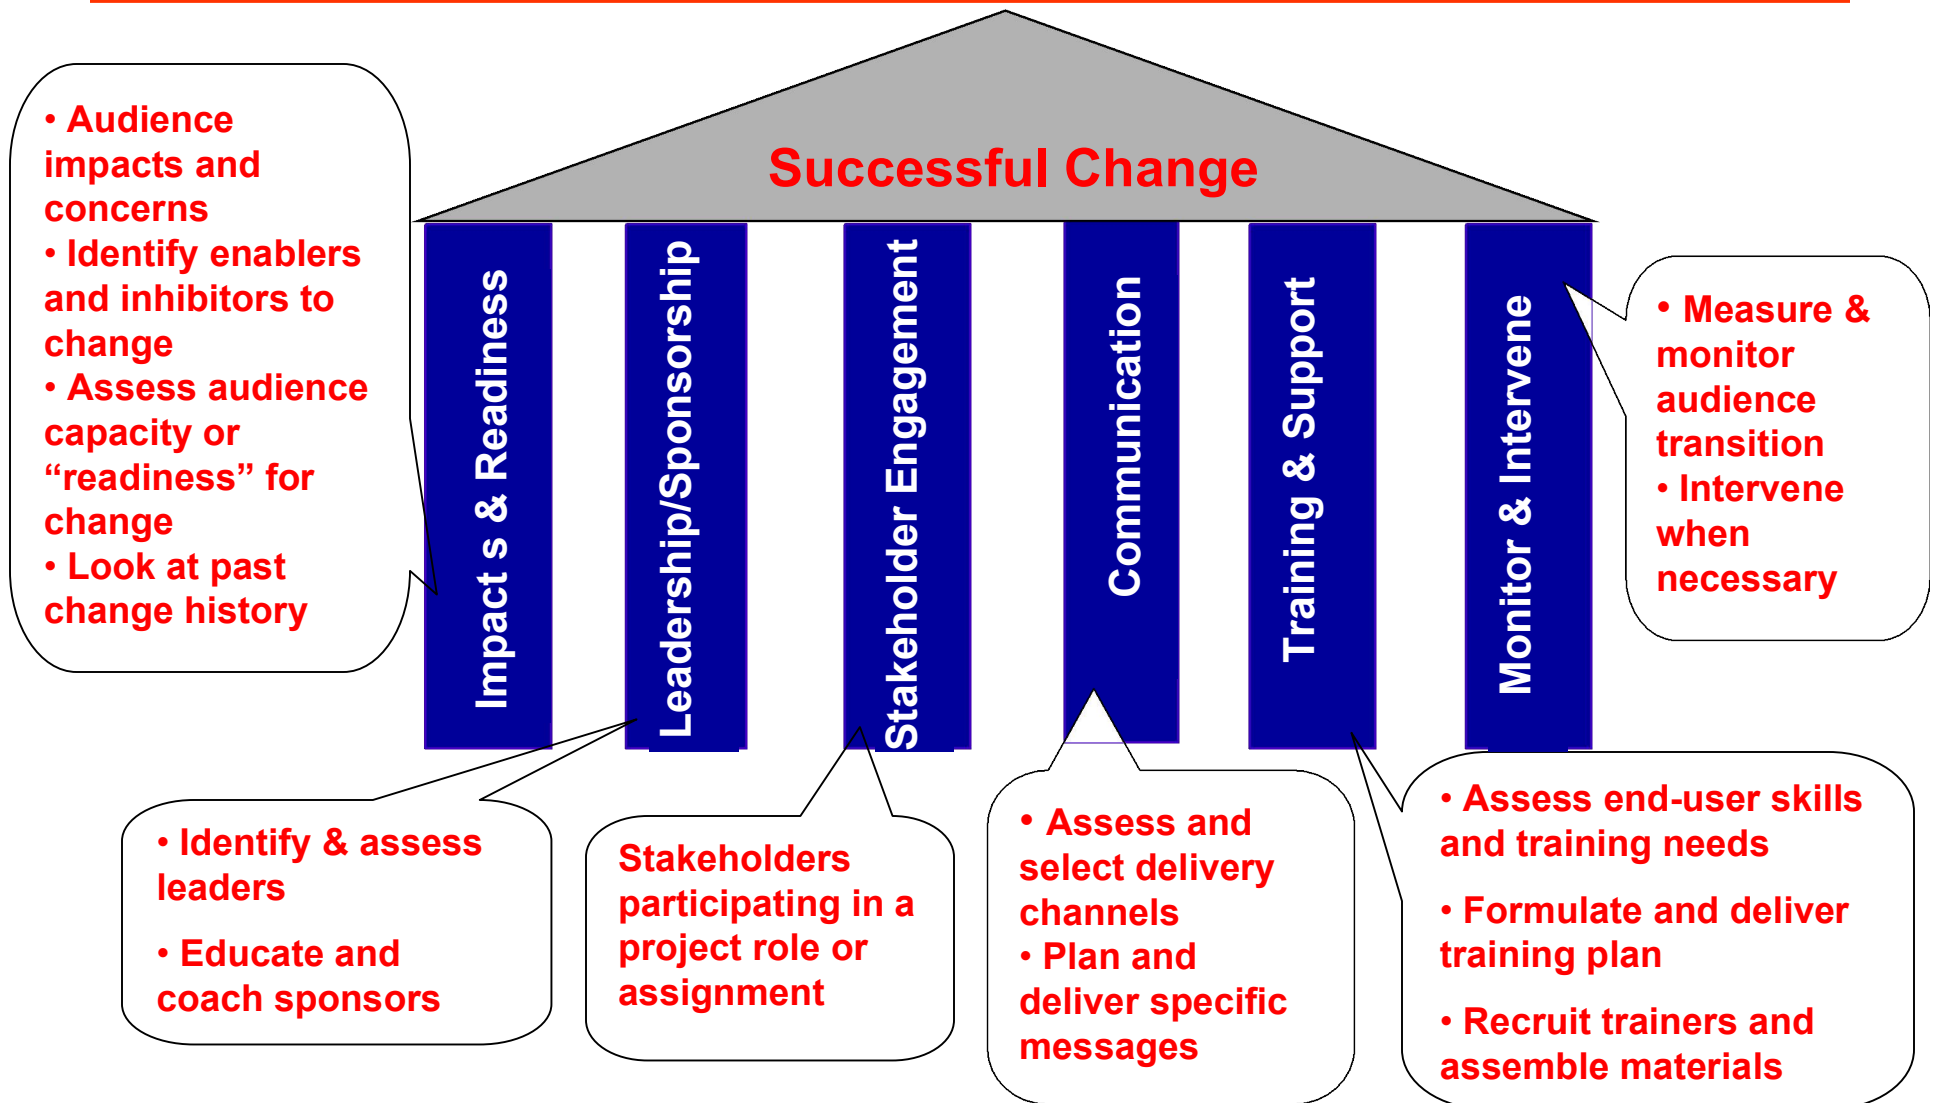 Successful Change
• Audience
impacts and
concerns
• Identify enablers
and inhibitors to
change
• Assess audience
capacity or
“readiness” for
change
• Look at past
change history
Impact s & Readiness
Leadership/Sponsorship
Stakeholder Engagement
Communication
Training & Support
Monitor & Intervene
• Measure &
monitor
audience
transition
• Intervene
when
necessary
• Identify & assess
leaders
• Educate and
coach sponsors
Stakeholders
participating in a
project role or
assignment
• Assess and
select delivery
channels
• Plan and
deliver specific
messages
• Assess end-user skills
and training needs
• Formulate and deliver
training plan
• Recruit trainers and
assemble materials